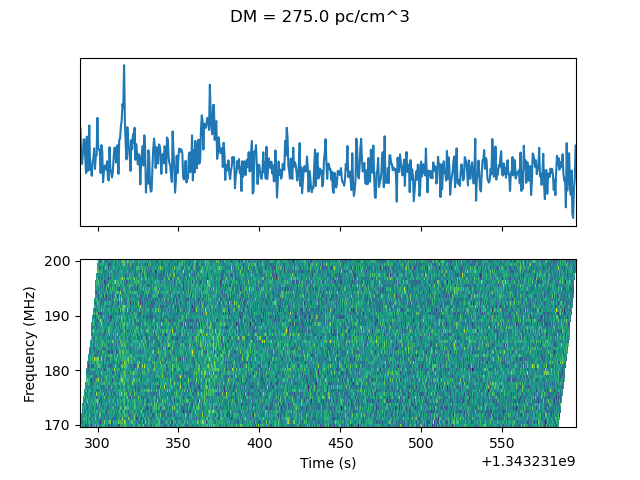 DM = 275.0 pc/cm^3
200
190
180
170
Frequency (MHz)
300 350 400 450 500 550
Time (s)
+1.343231e9